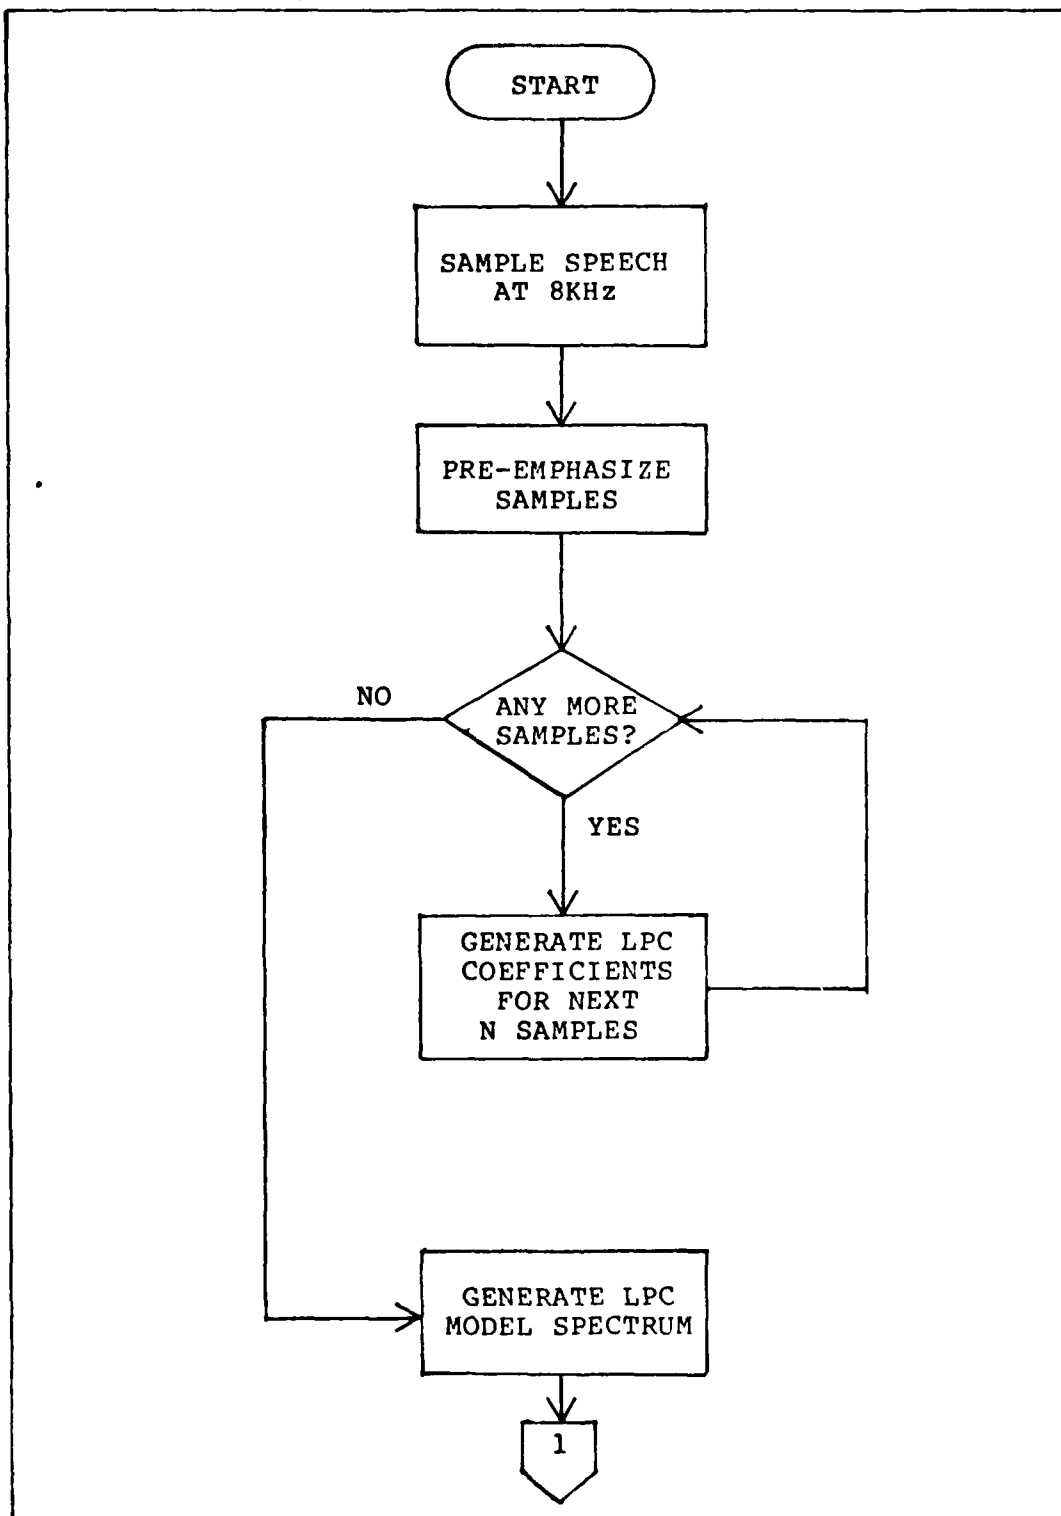 START
SAMPLE SPEECH
AT 8KHz
PRE-EMPHASIZE
SAMPLES
NO
ANY MORE
SAMPLES?
YES
GENERATE LPC
COEFFICIENTS
FOR NEXT
N SAMPLES
GENERATE LPC
MODEL SPECTRUM
1